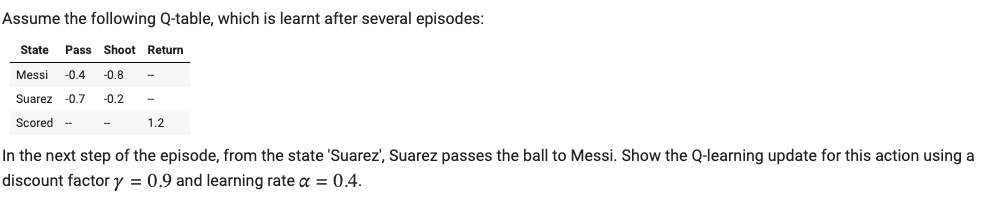 Assume the following Q-table, which is learnt after several episodes:
State Pass Shoot Return
Messi -0.4 -0.8 --
Suarez -0.7 -0.2 --
Scored -- -- 1.2
In the next step of the episode, from the state 'Suarez', Suarez passes the ball to Messi. Show the Q-learning update for this action using a
discount factor γ = 0.9 and learning rate α = 0.4.